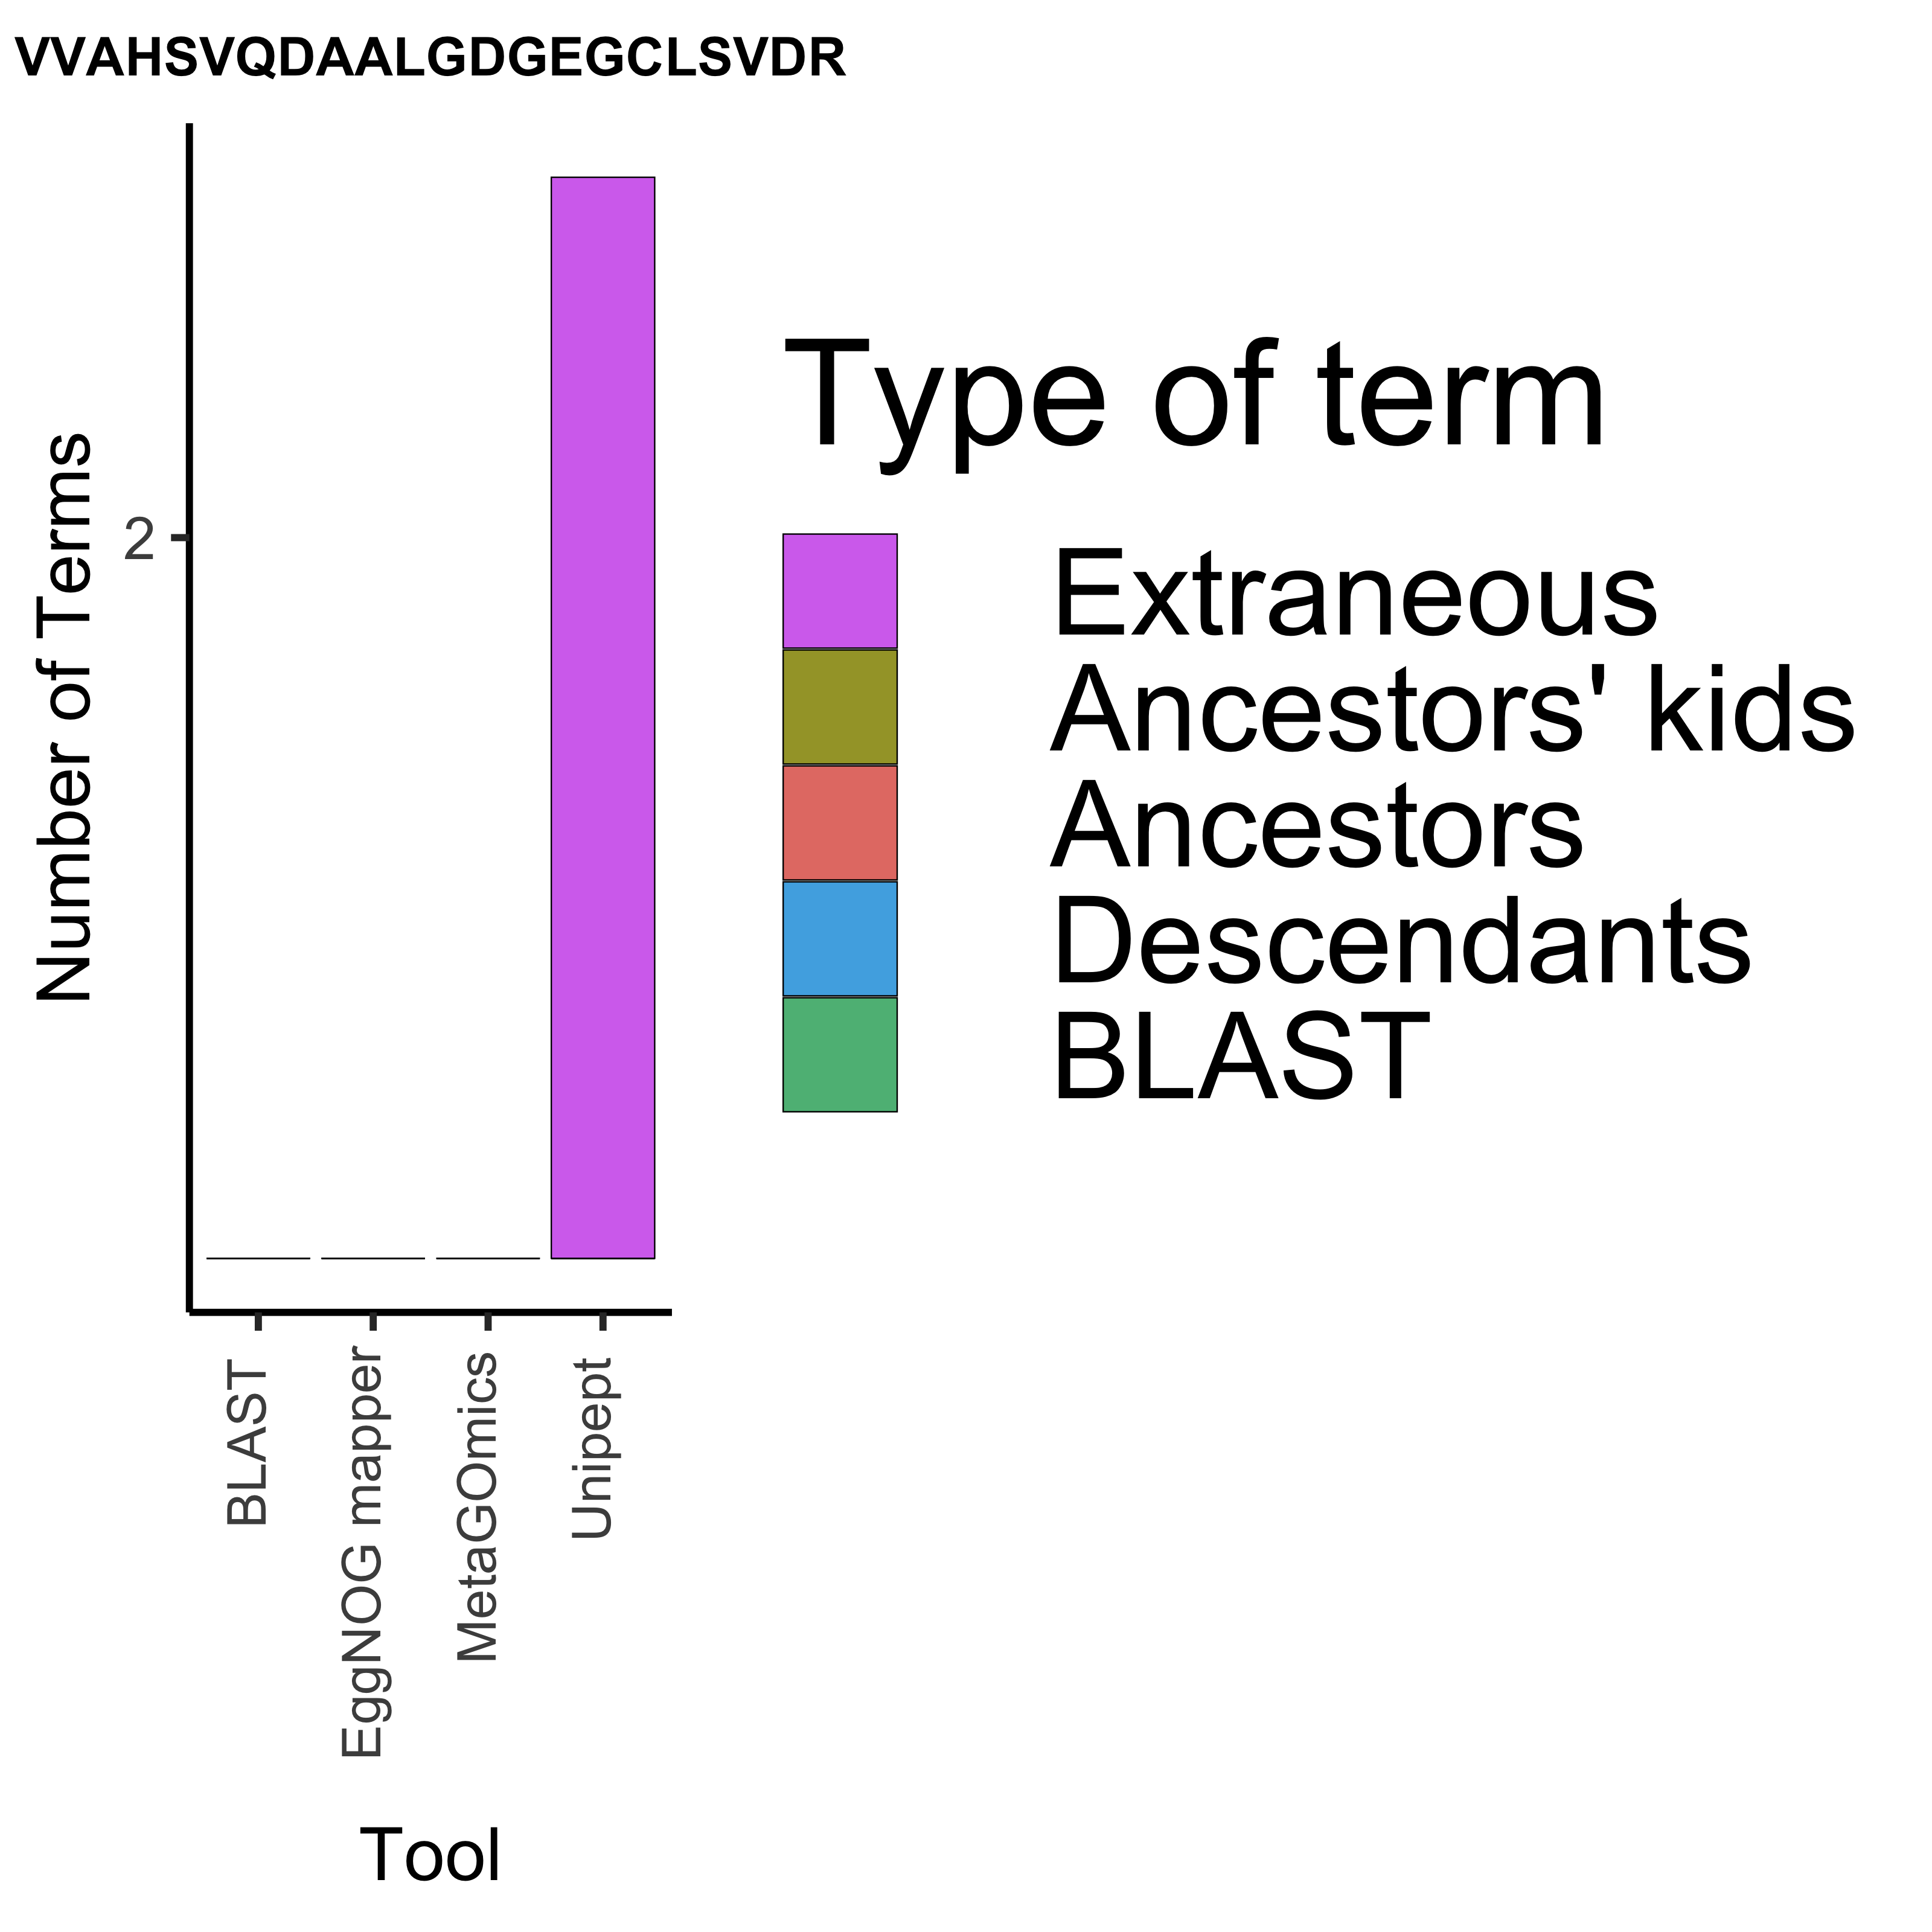 VVAHSVQDAALGDGEGCLSVDR
Number of Terms
2
Type of term
Extraneous
Ancestors' kids
Ancestors
Descendants
BLAST
BLAST
EggNOG mapper
MetaGOmics
Unipept
Tool